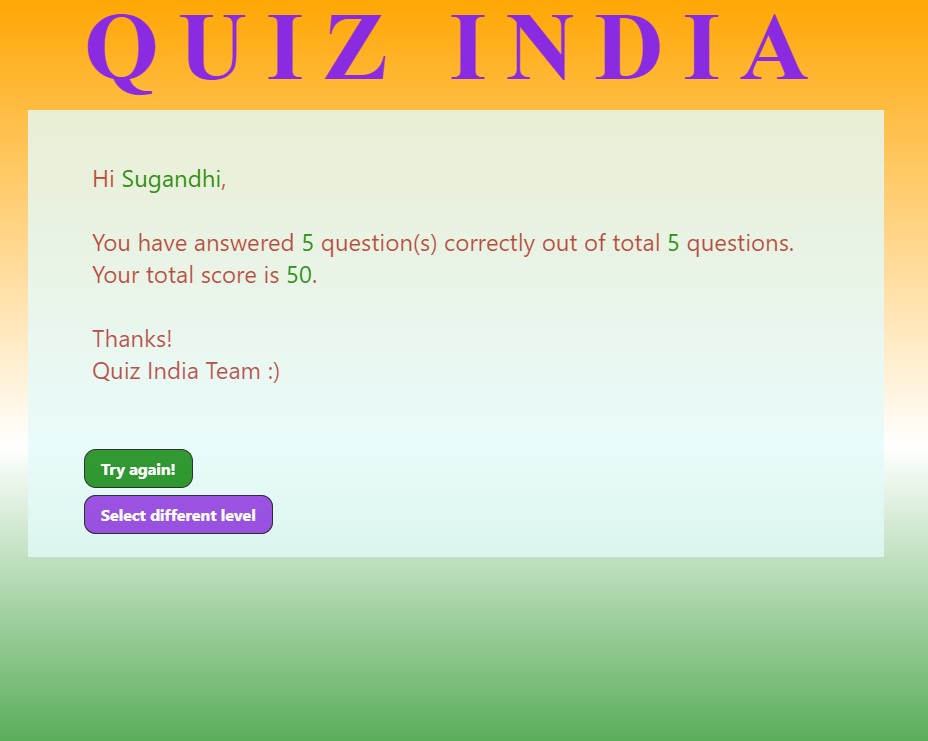 QUIZ INDIA
Hi Sugandhi,
You have answered 5 question(s) correctly out of total 5 questions.
Your total score is 50.
Thanks!
Quiz India Team :)
Try again!
Select different level